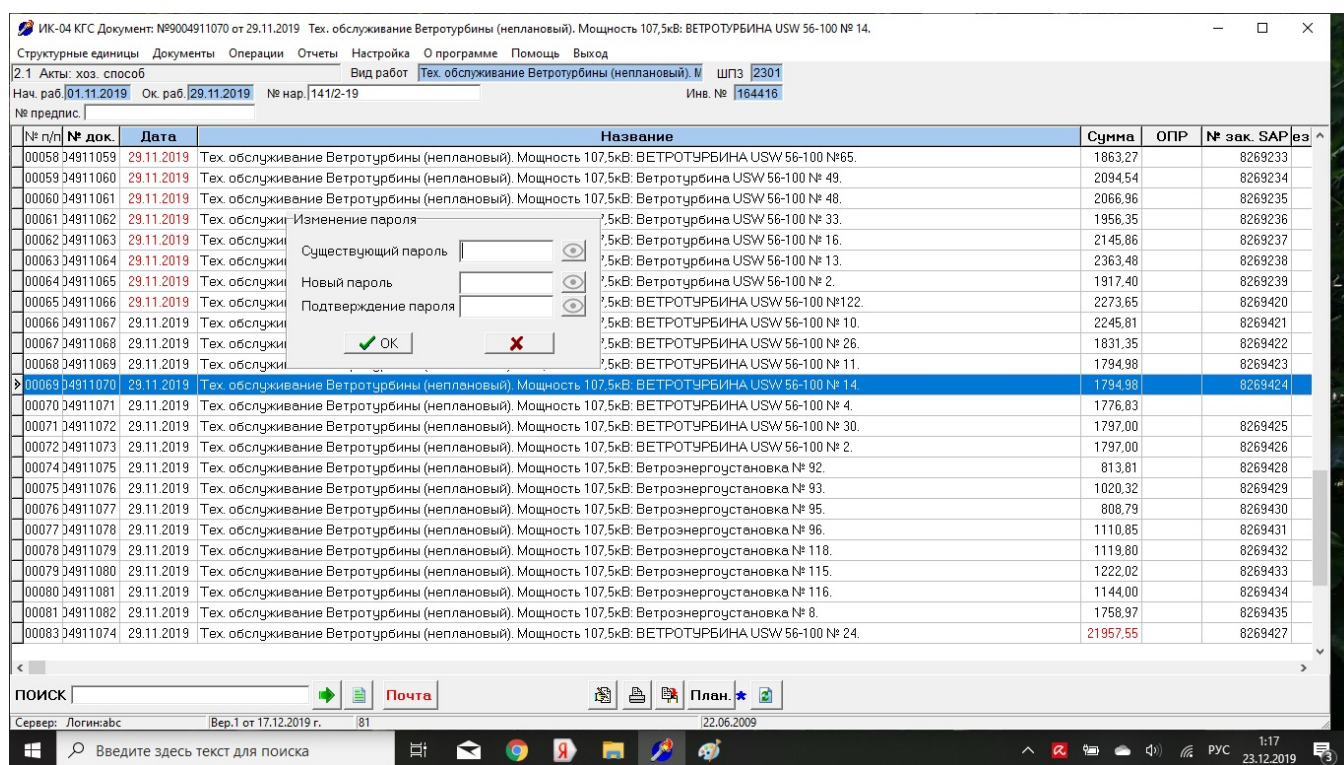 ИК-04 КГС Документ: №9004911070 от 29.11.2019 Тех. обслуживание Ветротурбины (неплановый). Мощность 107,5кВ: ВЕТРОТУРБИНА USW 56-100 № 14.
Структурные единицы Документы Операции Отчеты Настройка О программе Помощь Выход
2.1 Акты: хоз. способ Вид работ Тех. обслуживание Ветротурбины (неплановый). М ШПЗ 2301
Нач. раб. 01.11.2019 Ок. раб. 29.11.2019 № нар. 141/2-19 Инв. № 164416
№ предпис.
№ п/п № док. Дата Название Сумма ОПР № зак. SAP ез
00058 04911059 29.11.2019 Тех. обслуживание Ветротурбины (неплановый). Мощность 107,5кВ: ВЕТРОТУРБИНА USW 56-100 №65. 1863,27 8269233
00059 04911060 29.11.2019 Тех. обслуживание Ветротурбины (неплановый). Мощность 107,5кВ: Ветротурбина USW 56-100 № 49. 2094,54 8269234
00060 04911061 29.11.2019 Тех. обслуживание Ветротурбины (неплановый). Мощность 107,5кВ: Ветротурбина USW 56-100 № 48. 2066,96 8269235
00061 04911062 29.11.2019 Тех. обслужи ,5кВ: Ветротурбина USW 56-100 № 33. 1956,35 8269236
00062 04911063 29.11.2019 Тех. обслужи ,5кВ: Ветротурбина USW 56-100 № 16. 2145,86 8269237
00063 04911064 29.11.2019 Тех. обслужи ,5кВ: Ветротурбина USW 56-100 № 13. 2363,48 8269238
00064 04911065 29.11.2019 Тех. обслужи ,5кВ: Ветротурбина USW 56-100 № 2. 1917,40 8269239
00065 04911066 29.11.2019 Тех. обслужи ,5кВ: ВЕТРОТУРБИНА USW 56-100 №122. 2273,65 8269420
00066 04911067 29.11.2019 Тех. обслужи ,5кВ: ВЕТРОТУРБИНА USW 56-100 № 10. 2245,81 8269421
00067 04911068 29.11.2019 Тех. обслужи ,5кВ: ВЕТРОТУРБИНА USW 56-100 № 26. 1831,35 8269422
00068 04911069 29.11.2019 Тех. обслужи ,5кВ: ВЕТРОТУРБИНА USW 56-100 № 11. 1794,98 8269423
00069 04911070 29.11.2019 Тех. обслуживание Ветротурбины (неплановый). Мощность 107,5кВ: ВЕТРОТУРБИНА USW 56-100 № 14. 1794,98 8269424
00070 04911071 29.11.2019 Тех. обслуживание Ветротурбины (неплановый). Мощность 107,5кВ: ВЕТРОТУРБИНА USW 56-100 № 4. 1776,83
00071 04911072 29.11.2019 Тех. обслуживание Ветротурбины (неплановый). Мощность 107,5кВ: ВЕТРОТУРБИНА USW 56-100 № 30. 1797,00 8269425
00072 04911073 29.11.2019 Тех. обслуживание Ветротурбины (неплановый). Мощность 107,5кВ: ВЕТРОТУРБИНА USW 56-100 № 2. 1797,00 8269426
00074 04911075 29.11.2019 Тех. обслуживание Ветротурбины (неплановый). Мощность 107,5кВ: Ветроэнергоустановка № 92. 813,81 8269428
00075 04911076 29.11.2019 Тех. обслуживание Ветротурбины (неплановый). Мощность 107,5кВ: Ветроэнергоустановка № 93. 1020,32 8269429
00076 04911077 29.11.2019 Тех. обслуживание Ветротурбины (неплановый). Мощность 107,5кВ: Ветроэнергоустановка № 95. 808,79 8269430
00077 04911078 29.11.2019 Тех. обслуживание Ветротурбины (неплановый). Мощность 107,5кВ: Ветроэнергоустановка № 96. 1110,85 8269431
00078 04911079 29.11.2019 Тех. обслуживание Ветротурбины (неплановый). Мощность 107,5кВ: Ветроэнергоустановка № 118. 1119,80 8269432
00079 04911080 29.11.2019 Тех. обслуживание Ветротурбины (неплановый). Мощность 107,5кВ: Ветроэнергоустановка № 115. 1222,02 8269433
00080 04911081 29.11.2019 Тех. обслуживание Ветротурбины (неплановый). Мощность 107,5кВ: Ветроэнергоустановка № 116. 1144,00 8269434
00081 04911082 29.11.2019 Тех. обслуживание Ветротурбины (неплановый). Мощность 107,5кВ: Ветроэнергоустановка № 8. 1758,97 8269435
00083 04911074 29.11.2019 Тех. обслуживание Ветротурбины (неплановый). Мощность 107,5кВ: ВЕТРОТУРБИНА USW 56-100 № 24. 21957,55 8269427
Изменение пароля
Существующий пароль
Новый пароль
Подтверждение пароля
OK
ПОИСК Почта План.
Сервер: Логин:abc Вер.1 от 17.12.2019 г. 81 22.06.2009
Введите здесь текст для поиска Я РУС 1:17
23.12.2019 3